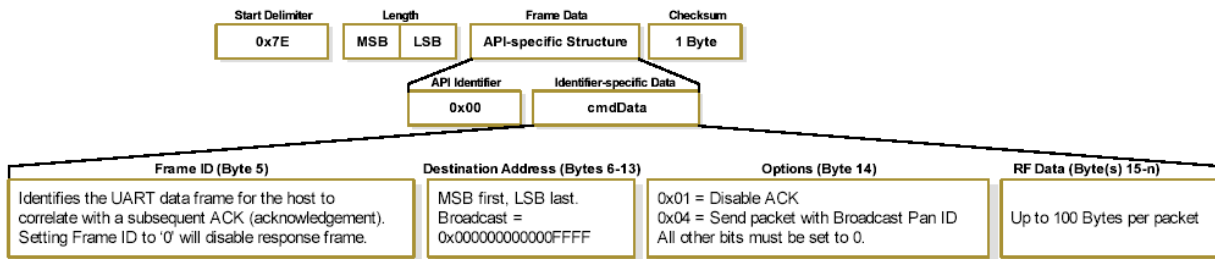 Start Delimiter Length Frame Data Checksum
0x7E MSB LSB API-specific Structure 1 Byte
API Identifier Identifier-specific Data
0x00 cmdData
Frame ID (Byte 5) Destination Address (Bytes 6-13) Options (Byte 14) RF Data (Byte(s) 15-n)
Identifies the UART data frame for the host to
correlate with a subsequent ACK (acknowledgement).
Setting Frame ID to ‘0’ will disable response frame.
MSB first, LSB last.
Broadcast =
0x000000000000FFFF
0x01 = Disable ACK
0x04 = Send packet with Broadcast Pan ID
All other bits must be set to 0.
Up to 100 Bytes per packet